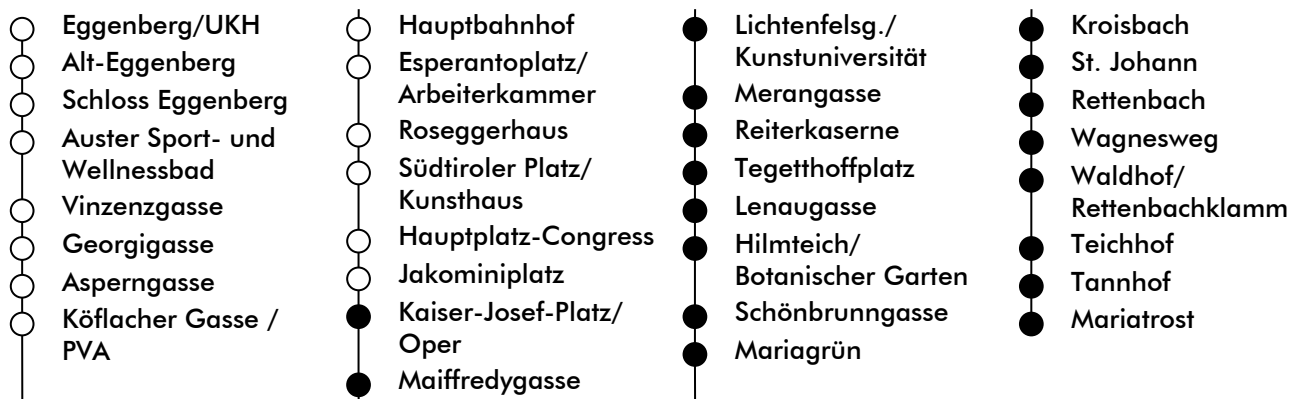 Eggenberg/UKH
Alt-Eggenberg
Schloss Eggenberg
Auster Sport- und
Wellnessbad
Vinzenzgasse
Georgigasse
Asperngasse
Köflacher Gasse /
PVA
Hauptbahnhof
Esperantoplatz/
Arbeiterkammer
Roseggerhaus
Südtiroler Platz/
Kunsthaus
Hauptplatz-Congress
Jakominiplatz
Kaiser-Josef-Platz/
Oper
Maiffredygasse
Lichtenfelsg./
Kunstuniversität
Merangasse
Reiterkaserne
Tegetthoffplatz
Lenaugasse
Hilmteich/
Botanischer Garten
Schönbrunngasse
Mariagrün
Kroisbach
St. Johann
Rettenbach
Wagnesweg
Waldhof/
Rettenbachklamm
Teichhof
Tannhof
Mariatrost